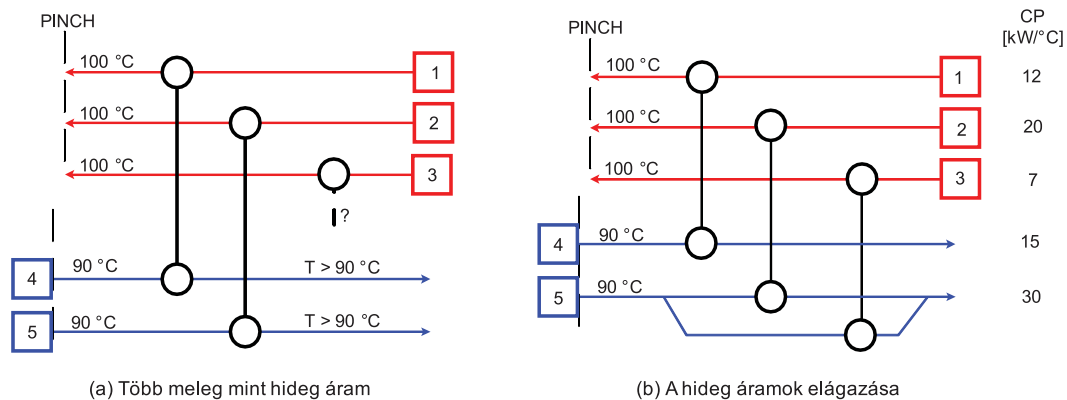 PINCH
100 °C
1
100 °C
2
100 °C
3
?
4
90 °C
T > 90 °C
5
90 °C
T > 90 °C
(a) Több meleg mint hideg áram
CP
[kW/°C]
PINCH
100 °C
1
12
100 °C
2
20
100 °C
3
7
4
90 °C
15
5
90 °C
30
(b) A hideg áramok elágazása